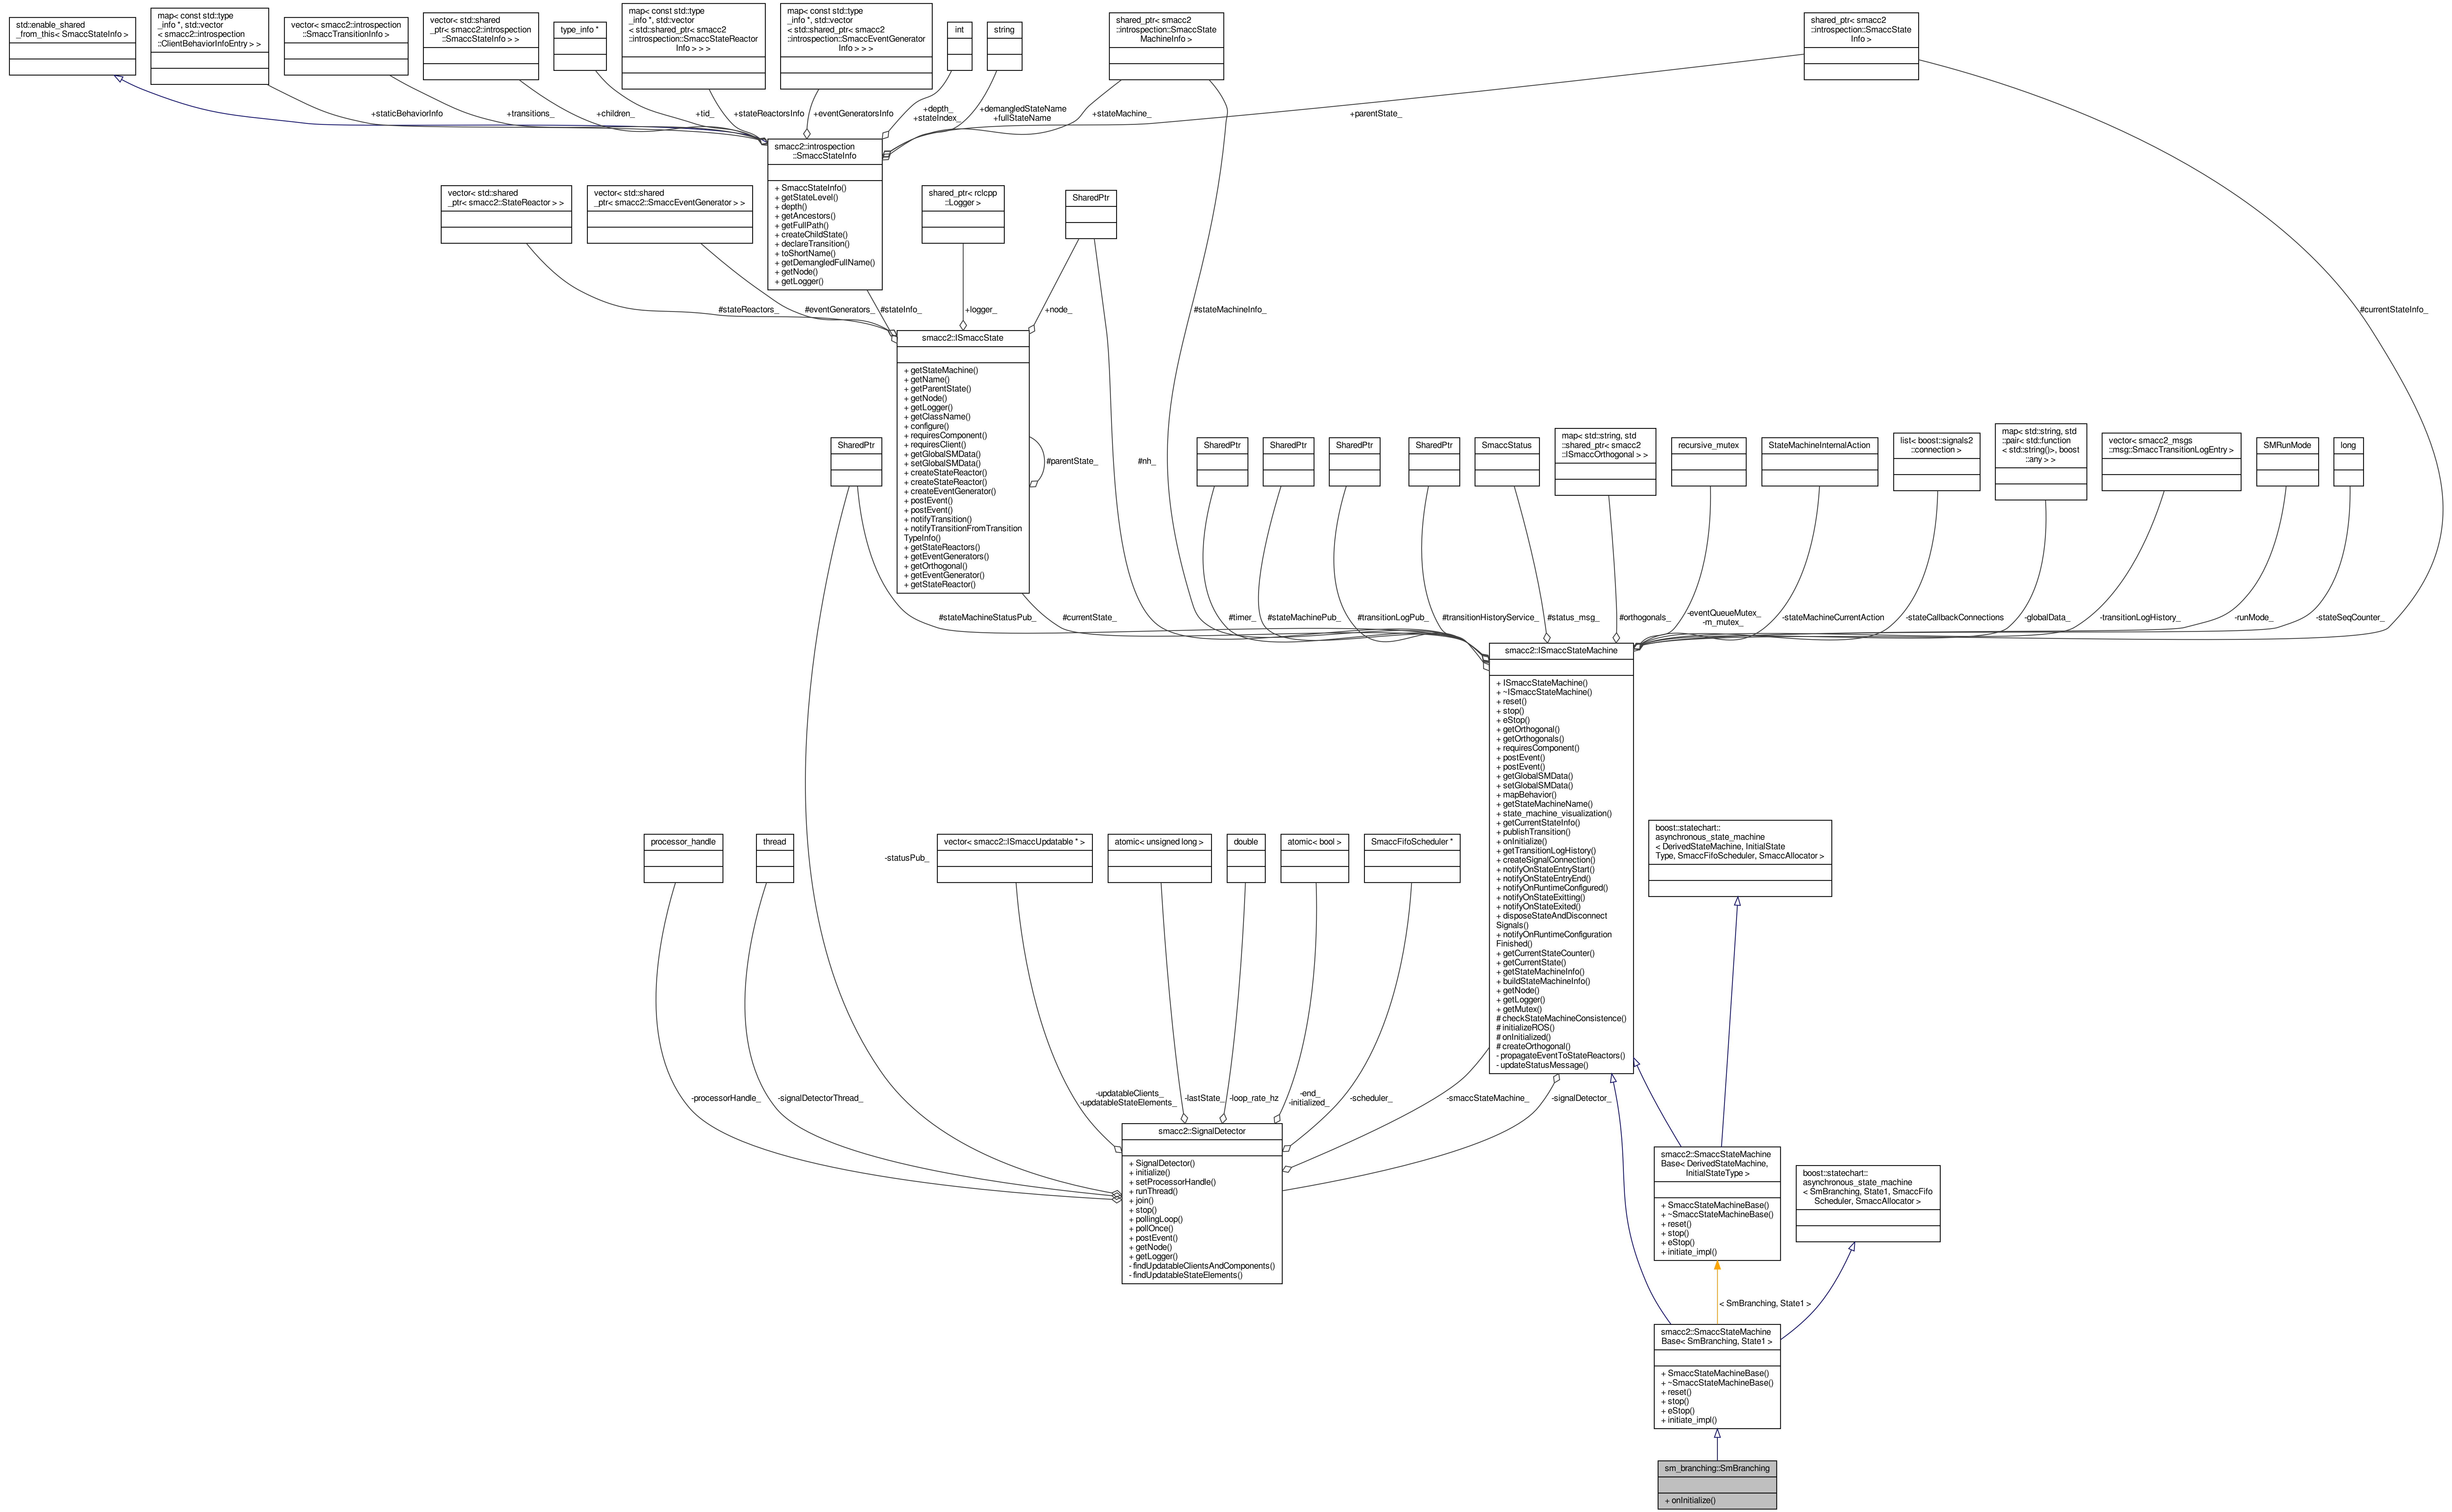 std::enable_shared
_from_this< SmaccStateInfo >
map< const std::type
_info *, std::vector
< smacc2::introspection
::ClientBehaviorInfoEntry > >
vector< smacc2::introspection
::SmaccTransitionInfo >
vector< std::shared
_ptr< smacc2::introspection
::SmaccStateInfo > >
type_info *
map< const std::type
_info *, std::vector
< std::shared_ptr< smacc2
::introspection::SmaccStateReactor
Info > > >
map< const std::type
_info *, std::vector
< std::shared_ptr< smacc2
::introspection::SmaccEventGenerator
Info > > >
int
string
shared_ptr< smacc2
::introspection::SmaccState
MachineInfo >
shared_ptr< smacc2
::introspection::SmaccState
Info >
+staticBehaviorInfo
+transitions_
+children_
+tid_
+stateReactorsInfo
+eventGeneratorsInfo
+depth_
+stateIndex_
+demangledStateName
+fullStateName
+stateMachine_
+parentState_
smacc2::introspection
::SmaccStateInfo
+ SmaccStateInfo()
+ getStateLevel()
+ depth()
+ getAncestors()
+ getFullPath()
+ createChildState()
+ declareTransition()
+ toShortName()
+ getDemangledFullName()
+ getNode()
+ getLogger()
vector< std::shared
_ptr< smacc2::StateReactor > >
vector< std::shared
_ptr< smacc2::SmaccEventGenerator > >
shared_ptr< rclcpp
::Logger >
SharedPtr
#stateReactors_
#eventGenerators_
#stateInfo_
+logger_
+node_
#stateMachineInfo_
#currentStateInfo_
smacc2::ISmaccState
+ getStateMachine()
+ getName()
+ getParentState()
+ getNode()
+ getLogger()
+ getClassName()
+ configure()
+ requiresComponent()
+ requiresClient()
+ getGlobalSMData()
+ setGlobalSMData()
+ createStateReactor()
+ createStateReactor()
+ createEventGenerator()
+ postEvent()
+ postEvent()
+ notifyTransition()
+ notifyTransitionFromTransition
TypeInfo()
+ getStateReactors()
+ getEventGenerators()
+ getOrthogonal()
+ getEventGenerator()
+ getStateReactor()
#parentState_
#nh_
SharedPtr
SharedPtr
SharedPtr
SharedPtr
SharedPtr
SmaccStatus
map< std::string, std
::shared_ptr< smacc2
::ISmaccOrthogonal > >
recursive_mutex
StateMachineInternalAction
list< boost::signals2
::connection >
map< std::string, std
::pair< std::function
< std::string()>, boost
::any > >
vector< smacc2_msgs
::msg::SmaccTransitionLogEntry >
SMRunMode
long
#stateMachineStatusPub_
#currentState_
#timer_
#stateMachinePub_
#transitionLogPub_
#transitionHistoryService_
#status_msg_
#orthogonals_
-eventQueueMutex_
-m_mutex_
-stateMachineCurrentAction
-stateCallbackConnections
-globalData_
-transitionLogHistory_
-runMode_
-stateSeqCounter_
smacc2::ISmaccStateMachine
+ ISmaccStateMachine()
+ ~ISmaccStateMachine()
+ reset()
+ stop()
+ eStop()
+ getOrthogonal()
+ getOrthogonals()
+ requiresComponent()
+ postEvent()
+ postEvent()
+ getGlobalSMData()
+ setGlobalSMData()
+ mapBehavior()
+ getStateMachineName()
+ state_machine_visualization()
+ getCurrentStateInfo()
+ publishTransition()
+ onInitialize()
+ getTransitionLogHistory()
+ createSignalConnection()
+ notifyOnStateEntryStart()
+ notifyOnStateEntryEnd()
+ notifyOnRuntimeConfigured()
+ notifyOnStateExitting()
+ notifyOnStateExited()
+ disposeStateAndDisconnect
Signals()
+ notifyOnRuntimeConfiguration
Finished()
+ getCurrentStateCounter()
+ getCurrentState()
+ getStateMachineInfo()
+ buildStateMachineInfo()
+ getNode()
+ getLogger()
+ getMutex()
# checkStateMachineConsistence()
# initializeROS()
# onInitialized()
# createOrthogonal()
- propagateEventToStateReactors()
- updateStatusMessage()
processor_handle
thread
-statusPub_
vector< smacc2::ISmaccUpdatable * >
atomic< unsigned long >
double
atomic< bool >
SmaccFifoScheduler *
boost::statechart::
asynchronous_state_machine
< DerivedStateMachine, InitialState
Type, SmaccFifoScheduler, SmaccAllocator >
-processorHandle_
-signalDetectorThread_
-updatableClients_
-updatableStateElements_
-lastState_
-loop_rate_hz
-end_
-initialized_
-scheduler_
-smaccStateMachine_
-signalDetector_
smacc2::SignalDetector
+ SignalDetector()
+ initialize()
+ setProcessorHandle()
+ runThread()
+ join()
+ stop()
+ pollingLoop()
+ pollOnce()
+ postEvent()
+ getNode()
+ getLogger()
- findUpdatableClientsAndComponents()
- findUpdatableStateElements()
smacc2::SmaccStateMachine
Base< DerivedStateMachine,
InitialStateType >
+ SmaccStateMachineBase()
+ ~SmaccStateMachineBase()
+ reset()
+ stop()
+ eStop()
+ initiate_impl()
boost::statechart::
asynchronous_state_machine
< SmBranching, State1, SmaccFifo
Scheduler, SmaccAllocator >
< SmBranching, State1 >
smacc2::SmaccStateMachine
Base< SmBranching, State1 >
+ SmaccStateMachineBase()
+ ~SmaccStateMachineBase()
+ reset()
+ stop()
+ eStop()
+ initiate_impl()
sm_branching::SmBranching
+ onInitialize()